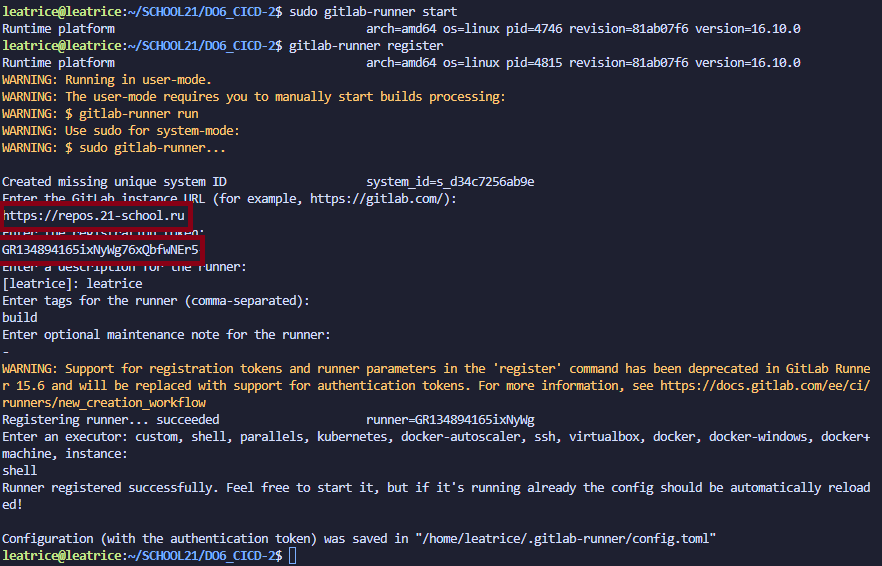 leatrice@leatrice:~/SCHOOL21/DO6_CICD-2$ sudo gitlab-runner start
Runtime platform                                    arch=amd64 os=linux pid=4746 revision=81ab07f6 version=16.10.0
leatrice@leatrice:~/SCHOOL21/DO6_CICD-2$ gitlab-runner register
Runtime platform                                    arch=amd64 os=linux pid=4815 revision=81ab07f6 version=16.10.0
WARNING: Running in user-mode.
WARNING: The user-mode requires you to manually start builds processing:
WARNING: $ gitlab-runner run
WARNING: Use sudo for system-mode:
WARNING: $ sudo gitlab-runner...
Created missing unique system ID                    system_id=s_d34c7256ab9e
Enter the GitLab instance URL (for example, https://gitlab.com/):
https://repos.21-school.ru
Enter the registration token:
GR134894165ixNyWg76xQbfwNEr5
Enter a description for the runner:
[leatrice]: leatrice
Enter tags for the runner (comma-separated):
build
Enter optional maintenance note for the runner:
-
WARNING: Support for registration tokens and runner parameters in the 'register' command has been deprecated in GitLab Runne
r 15.6 and will be replaced with support for authentication tokens. For more information, see https://docs.gitlab.com/ee/ci/
runners/new_creation_workflow
Registering runner... succeeded                     runner=GR134894165ixNyWg
Enter an executor: custom, shell, parallels, kubernetes, docker-autoscaler, ssh, virtualbox, docker, docker-windows, docker+
machine, instance:
shell
Runner registered successfully. Feel free to start it, but if it's running already the config should be automatically reload
ed!
Configuration (with the authentication token) was saved in "/home/leatrice/.gitlab-runner/config.toml"
leatrice@leatrice:~/SCHOOL21/DO6_CICD-2$